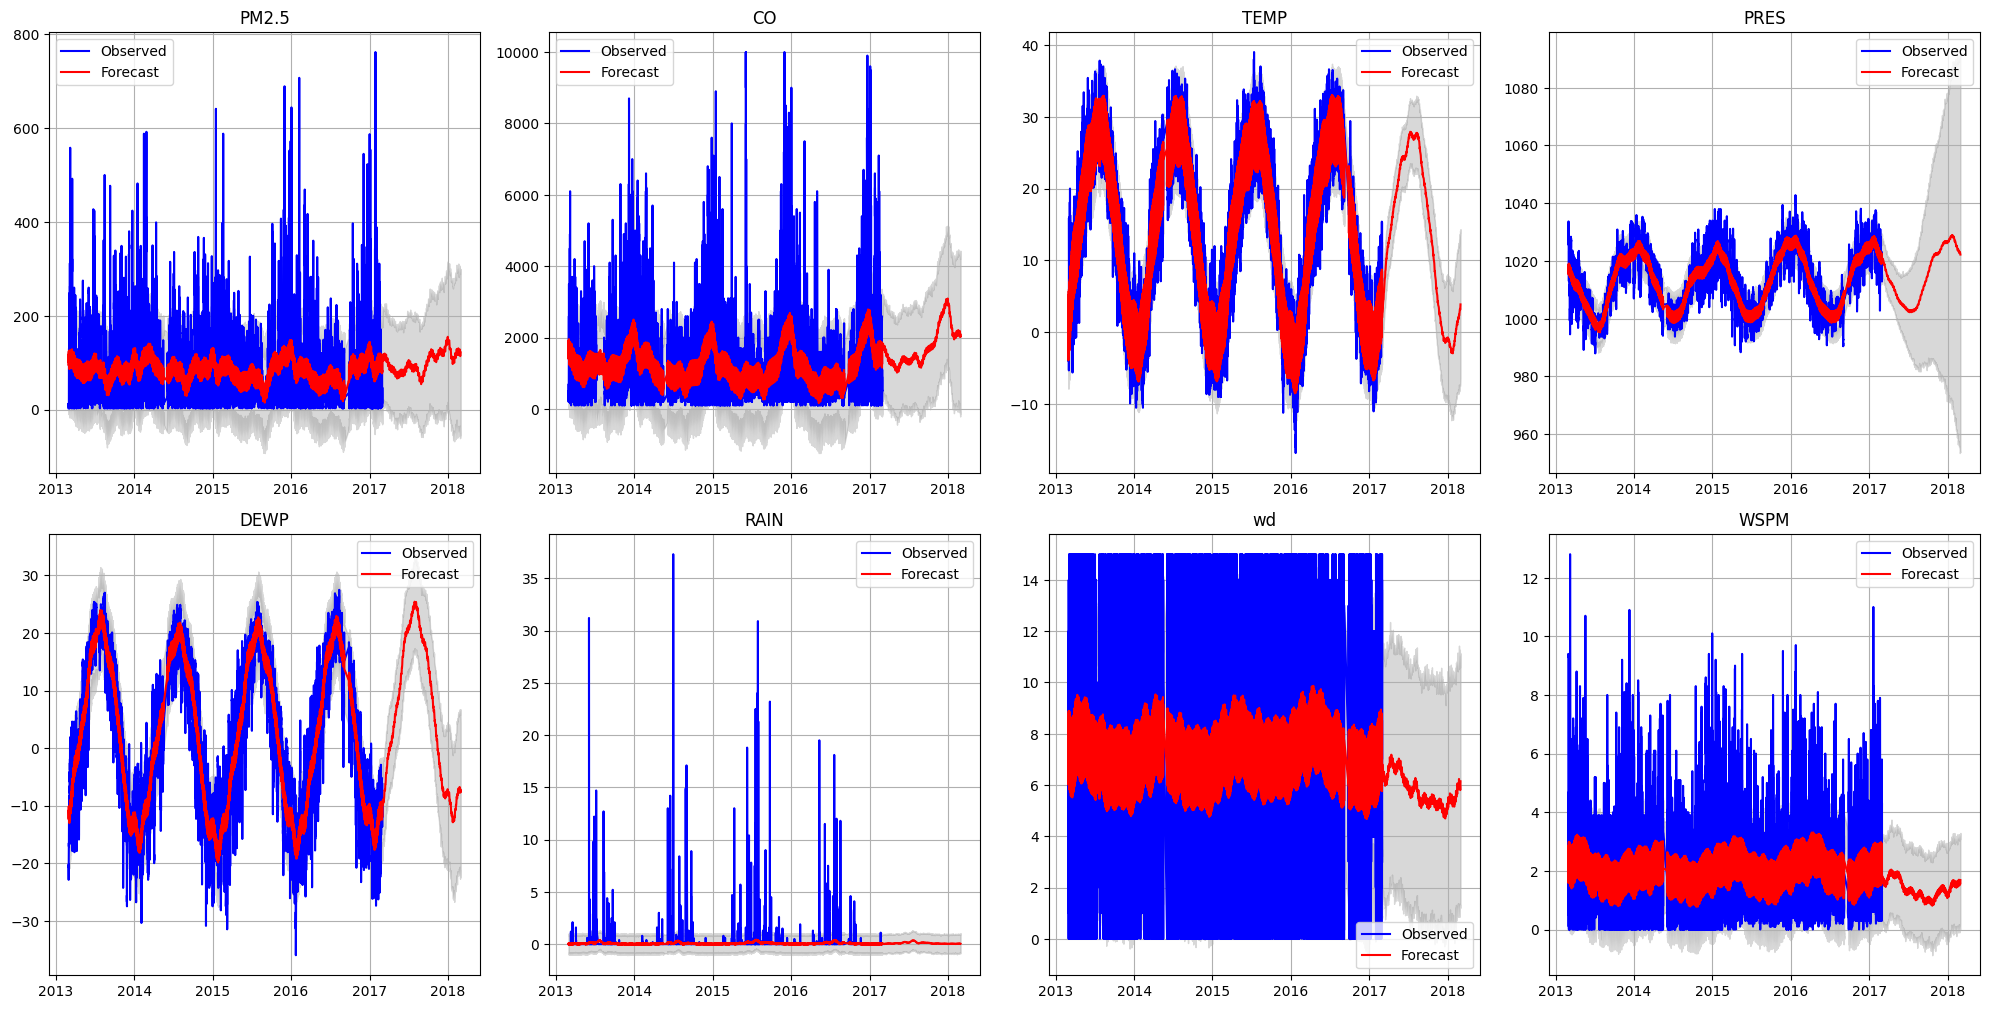 PM2.5
800
600
400
200
0
2013 2014 2015 2016 2017 2018
Observed
Forecast
CO
10000
8000
6000
4000
2000
0
2013 2014 2015 2016 2017 2018
Observed
Forecast
TEMP
40
30
20
10
0
−10
2013 2014 2015 2016 2017 2018
Observed
Forecast
PRES
1080
1060
1040
1020
1000
980
960
2013 2014 2015 2016 2017 2018
Observed
Forecast
DEWP
30
20
10
0
−10
−20
−30
2013 2014 2015 2016 2017 2018
Observed
Forecast
RAIN
35
30
25
20
15
10
5
0
2013 2014 2015 2016 2017 2018
Observed
Forecast
wd
14
12
10
8
6
4
2
0
2013 2014 2015 2016 2017 2018
Observed
Forecast
WSPM
12
10
8
6
4
2
0
2013 2014 2015 2016 2017 2018
Observed
Forecast